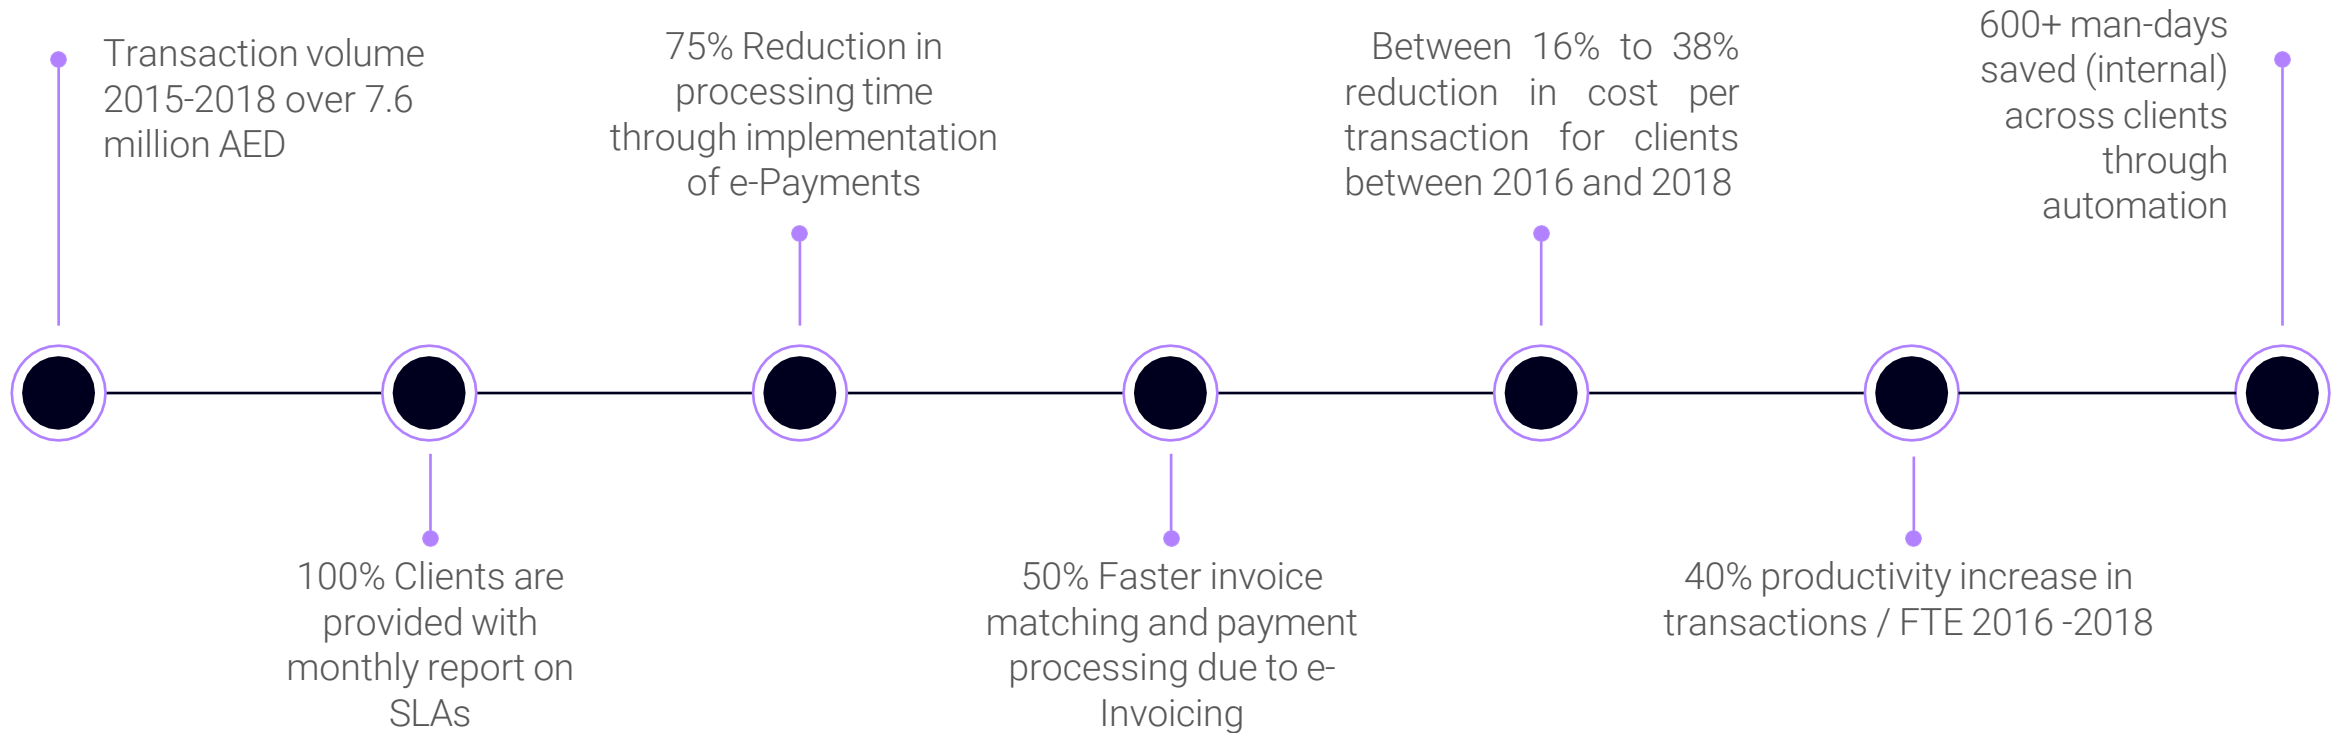 Transaction volume
2015-2018 over 7.6
million AED
100% Clients are
provided with
monthly report on
SLAs
75% Reduction in
processing time
through implementation
of e-Payments
50% Faster invoice
matching and payment
processing due to e-
Invoicing
Between 16% to 38%
reduction in cost per
transaction for clients
between 2016 and 2018
40% productivity increase in
transactions / FTE 2016 -2018
600+ man-days
saved (internal)
across clients
through
automation